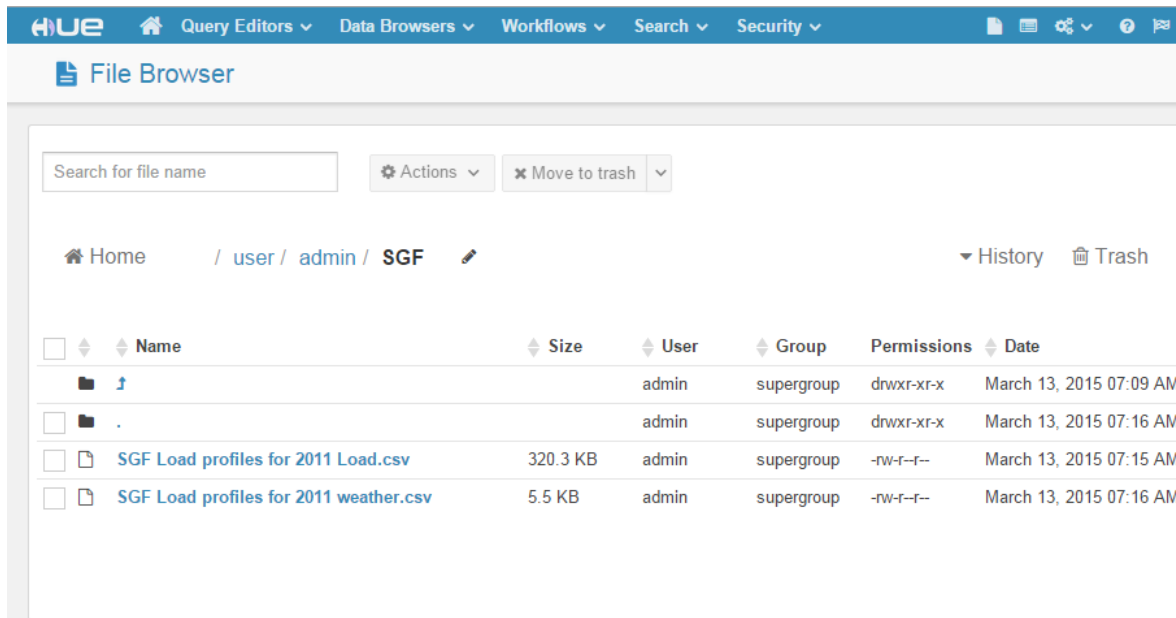 HUE Query Editors Data Browsers Workflows Search Security
File Browser
Search for file name Actions Move to trash
Home / user / admin / SGF History Trash
Name Size User Group Permissions Date
admin supergroup drwxr-xr-x March 13, 2015 07:09 AM
. admin supergroup drwxr-xr-x March 13, 2015 07:16 AM
SGF Load profiles for 2011 Load.csv 320.3 KB admin supergroup -rw-r--r-- March 13, 2015 07:15 AM
SGF Load profiles for 2011 weather.csv 5.5 KB admin supergroup -rw-r--r-- March 13, 2015 07:16 AM